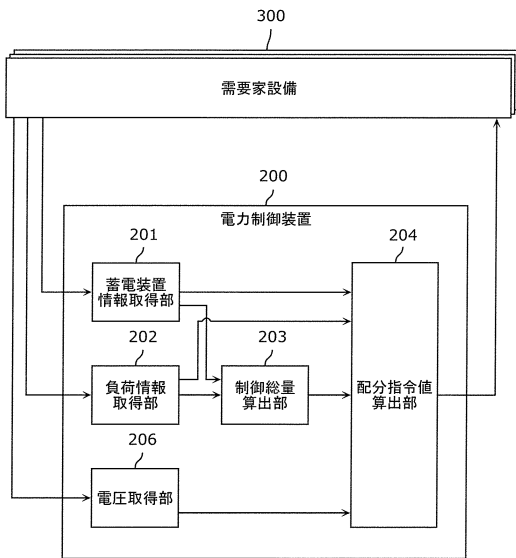 300
需要家設備
200
電力制御装置
201
蓄電装置
情報取得部
204
配分指令値
算出部
202
負荷情報
取得部
203
制御総量
算出部
206
電圧取得部